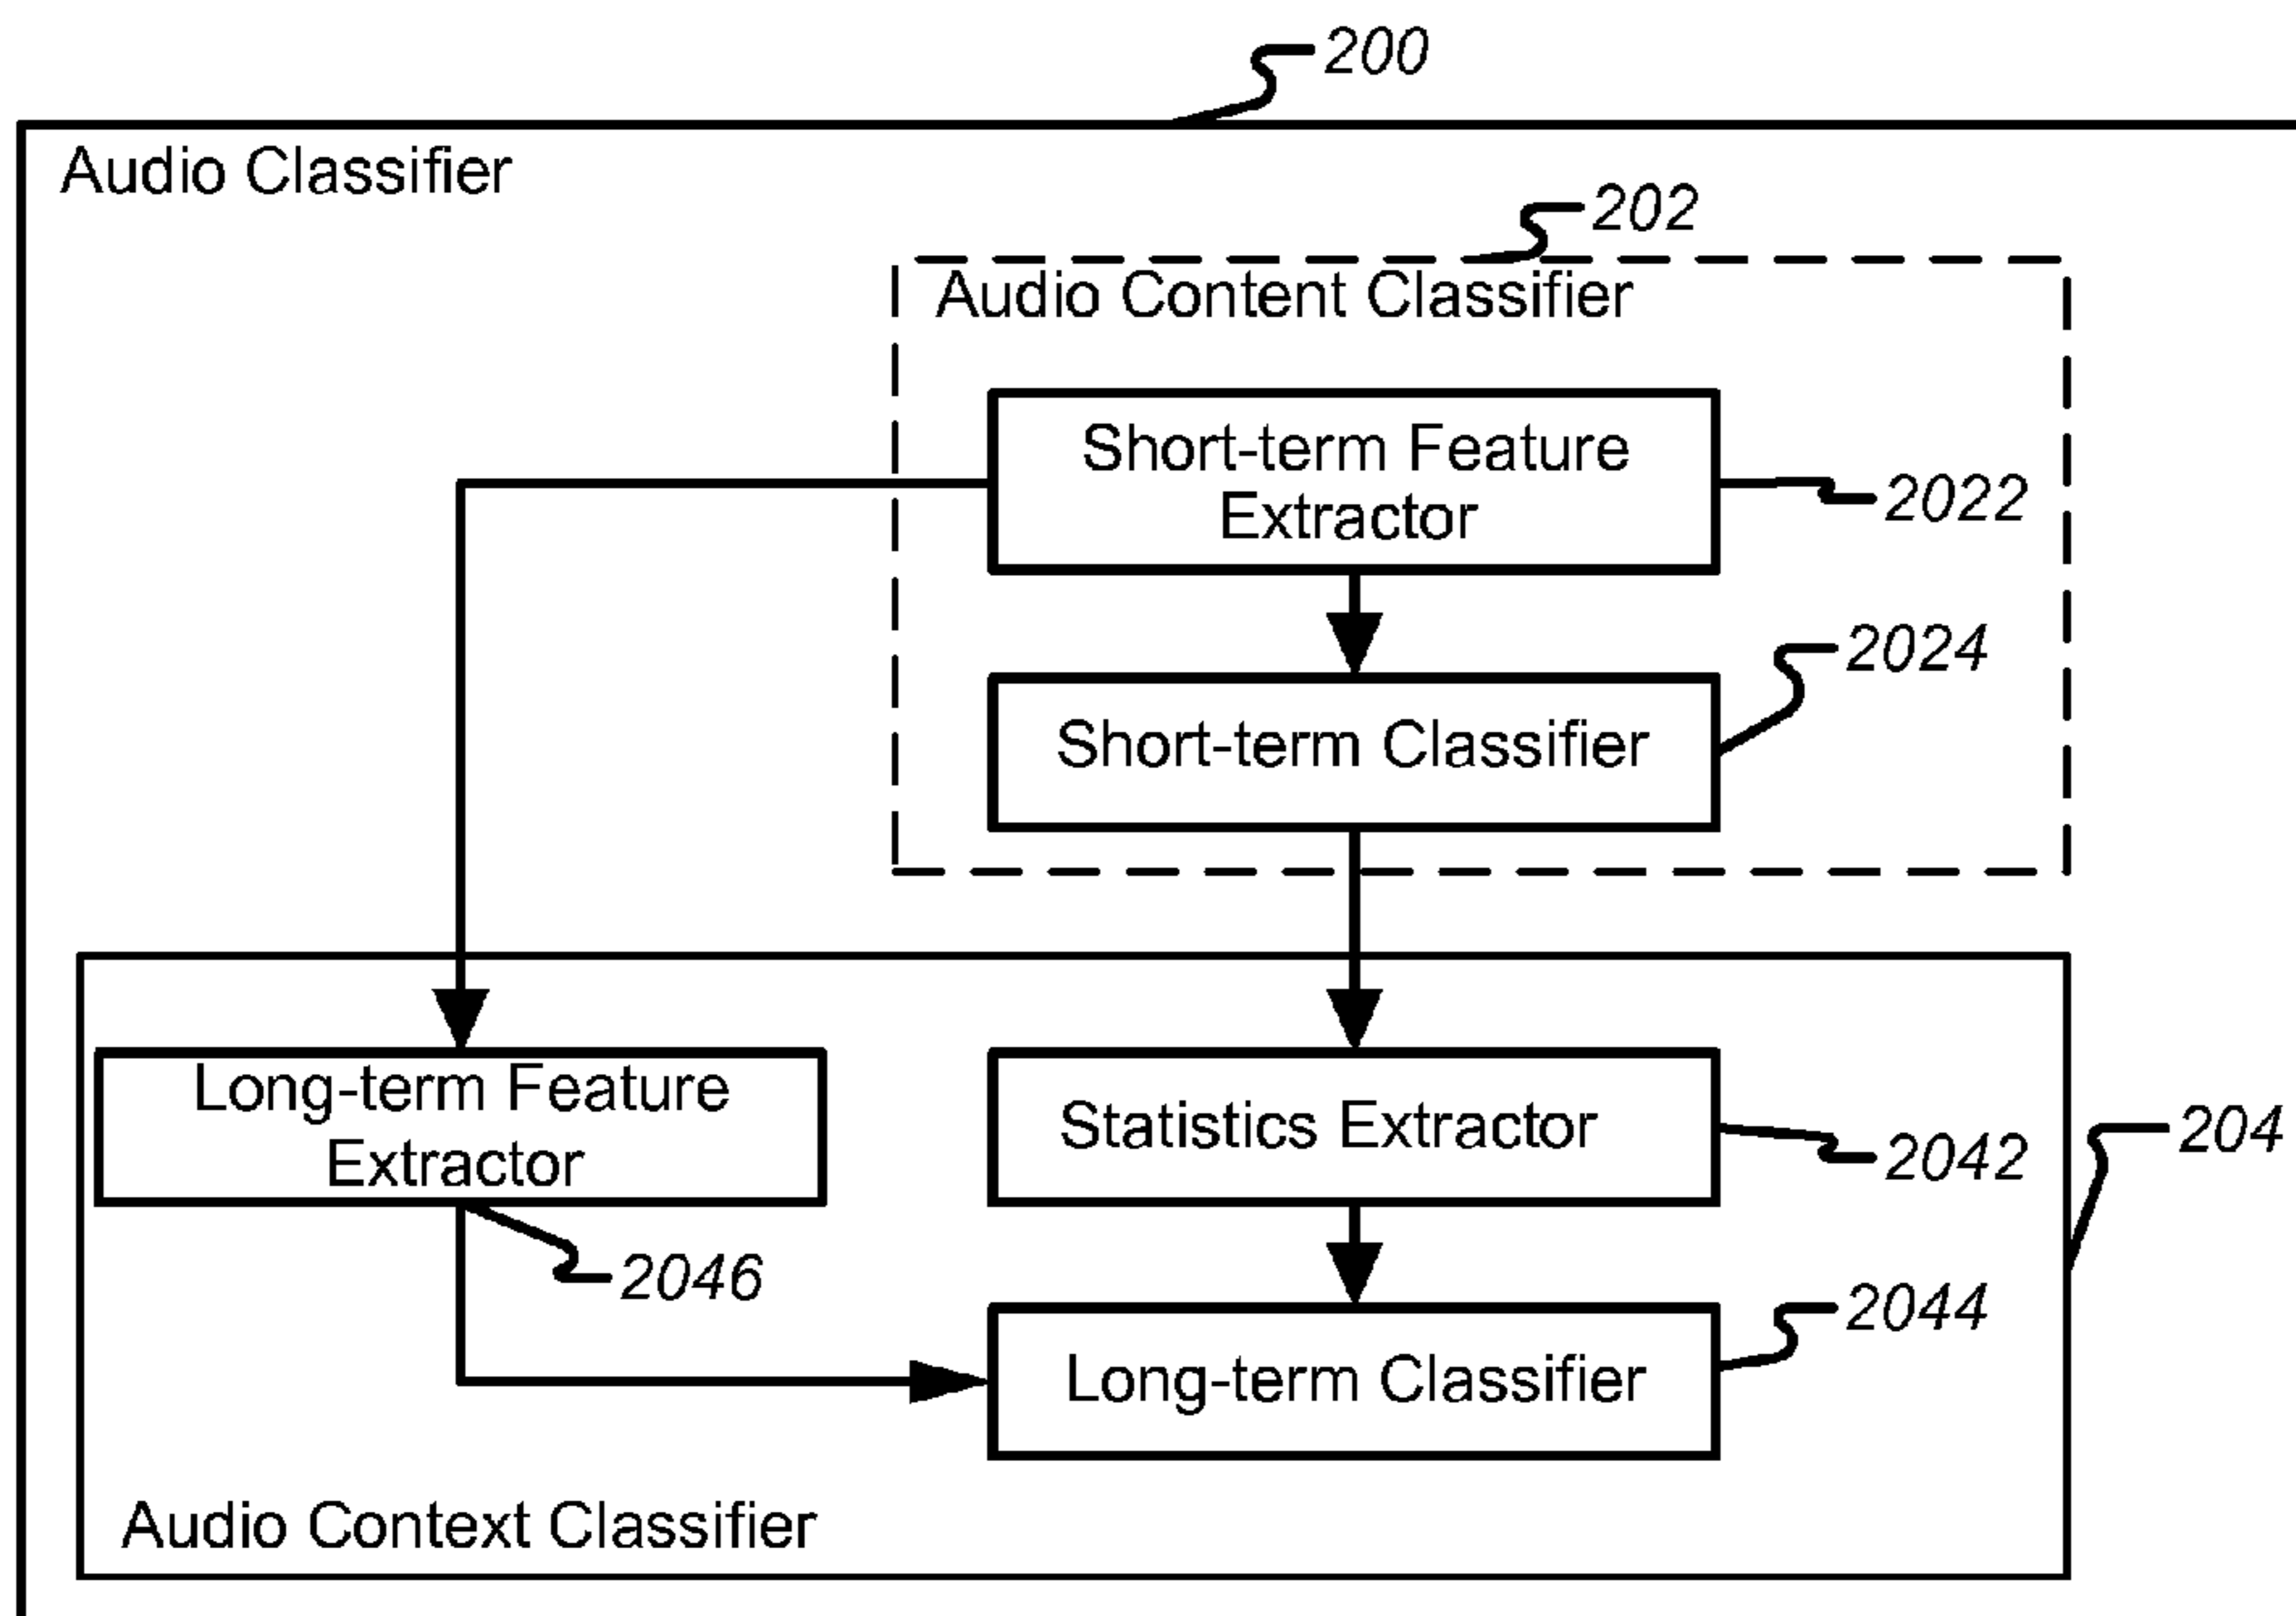 200
Audio Classifier
202
Audio Content Classifier
Short-term Feature
Extractor
2022
2024
Short-term Classifier
Long-term Feature
Extractor
Statistics Extractor
2042
204
2046
2044
Long-term Classifier
Audio Context Classifier